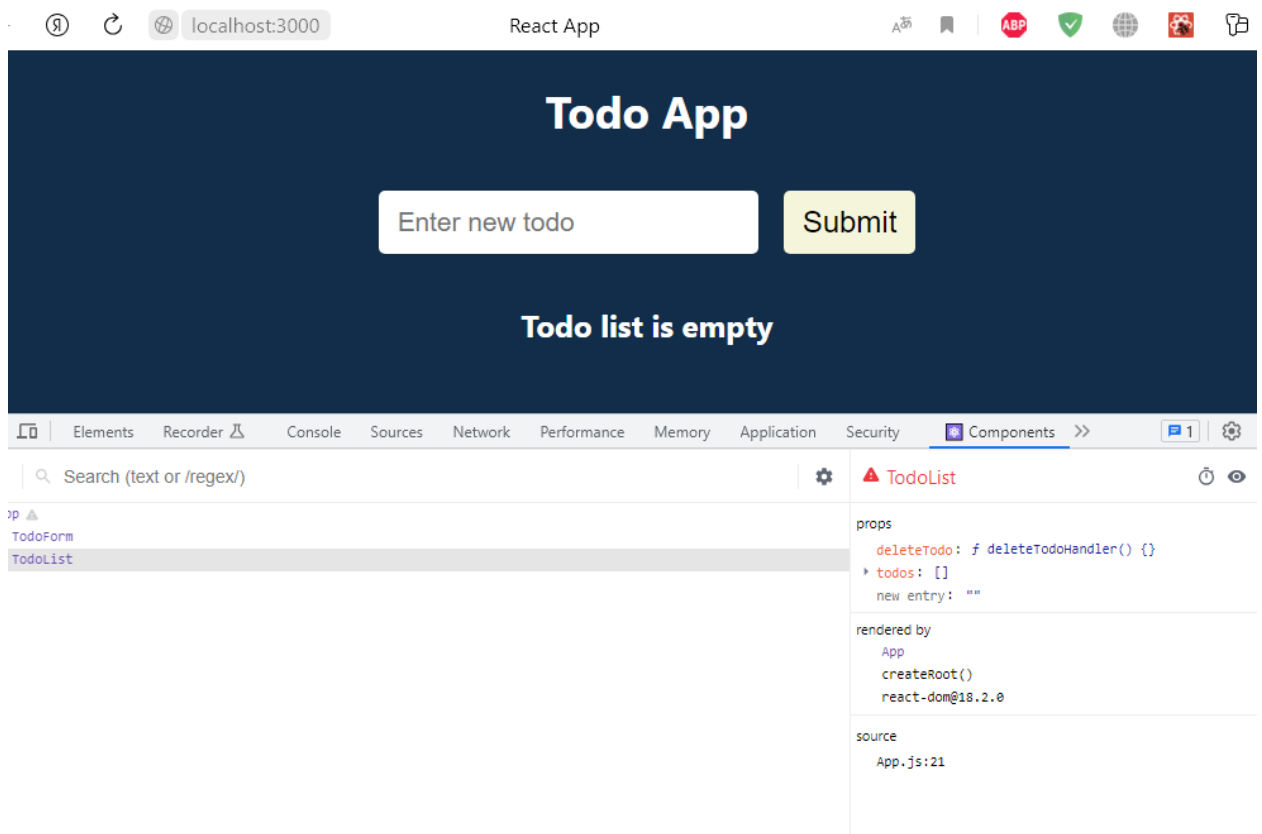 Я localhost:3000 React App ABP
Todo App
Enter new todo Submit
Todo list is empty
Elements Recorder Console Sources Network Performance Memory Application Security Components 1
Search (text or /regex/) TodoList
pp
TodoForm
TodoList
props
deleteTodo: ƒ deleteTodoHandler() {}
todos: []
new entry: ""
rendered by
App
createRoot()
react-dom@18.2.0
source
App.js:21